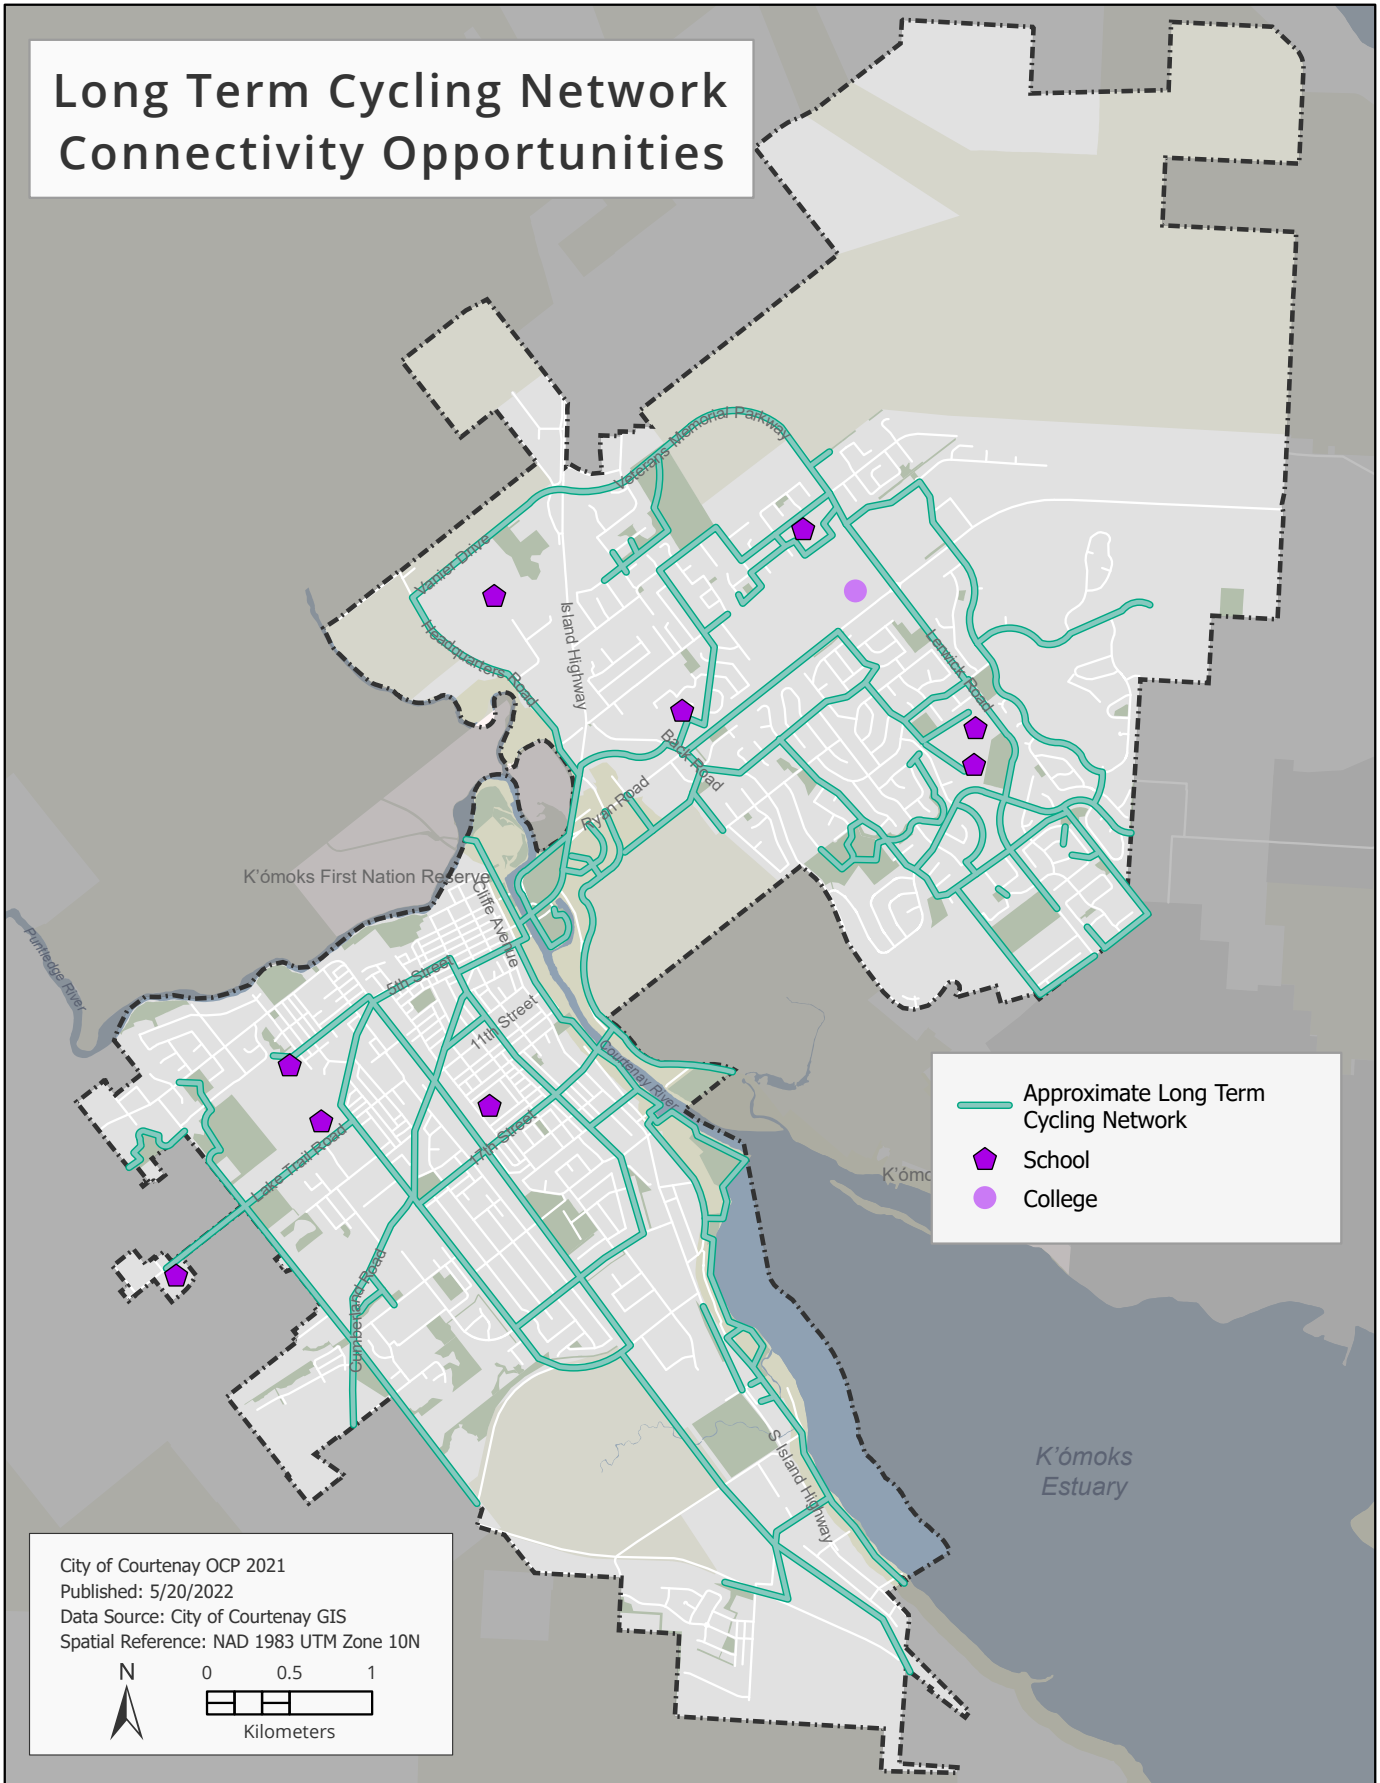 Long Term Cycling Network
Connectivity Opportunities
Veterans Memorial Parkway
Vanier Drive
Headquarters Road
Island Highway
Lerwick Road
Back Road
Ryan Road
K'ómoks First Nation Reserve
Cliffe Avenue
Puntledge River
5th Street
11th Street
Courtenay River
17th Street
Lake Trail Road
Cumberland Road
S Island Highway
Approximate Long Term
Cycling Network
School
College
K'ómo
K'ómoks
Estuary
City of Courtenay OCP 2021
Published: 5/20/2022
Data Source: City of Courtenay GIS
Spatial Reference: NAD 1983 UTM Zone 10N
N
0 0.5 1
Kilometers